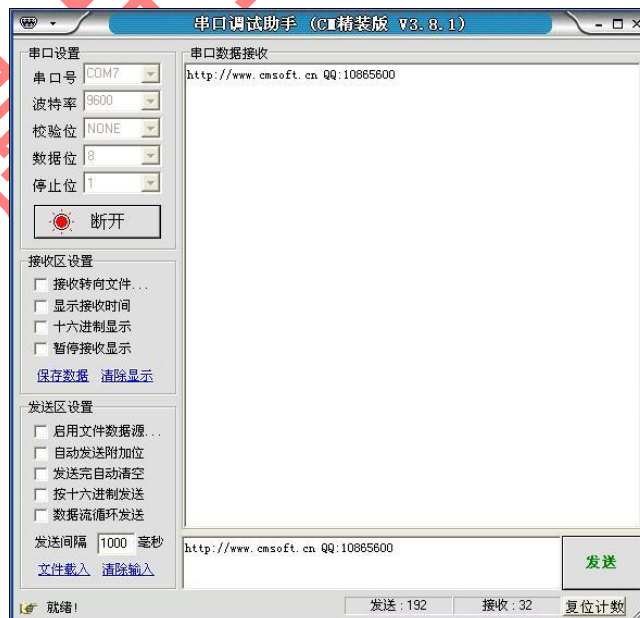 串口调试助手 (CM精装版 V3.8.1)
串口设置
串口号 COM7
波特率 9600
校验位 NONE
数据位 8
停止位 1
断开
接收区设置
接收转向文件...
显示接收时间
十六进制显示
暂停接收显示
保存数据 清除显示
发送区设置
启用文件数据源...
自动发送附加位
发送完自动清空
按十六进制发送
数据流循环发送
发送间隔 1000 毫秒
文件载入 清除输入
串口数据接收
http://www.cmsoft.cn QQ:10865600
http://www.cmsoft.cn QQ:10865600
发送
就绪!
发送:192
接收:32
复位计数